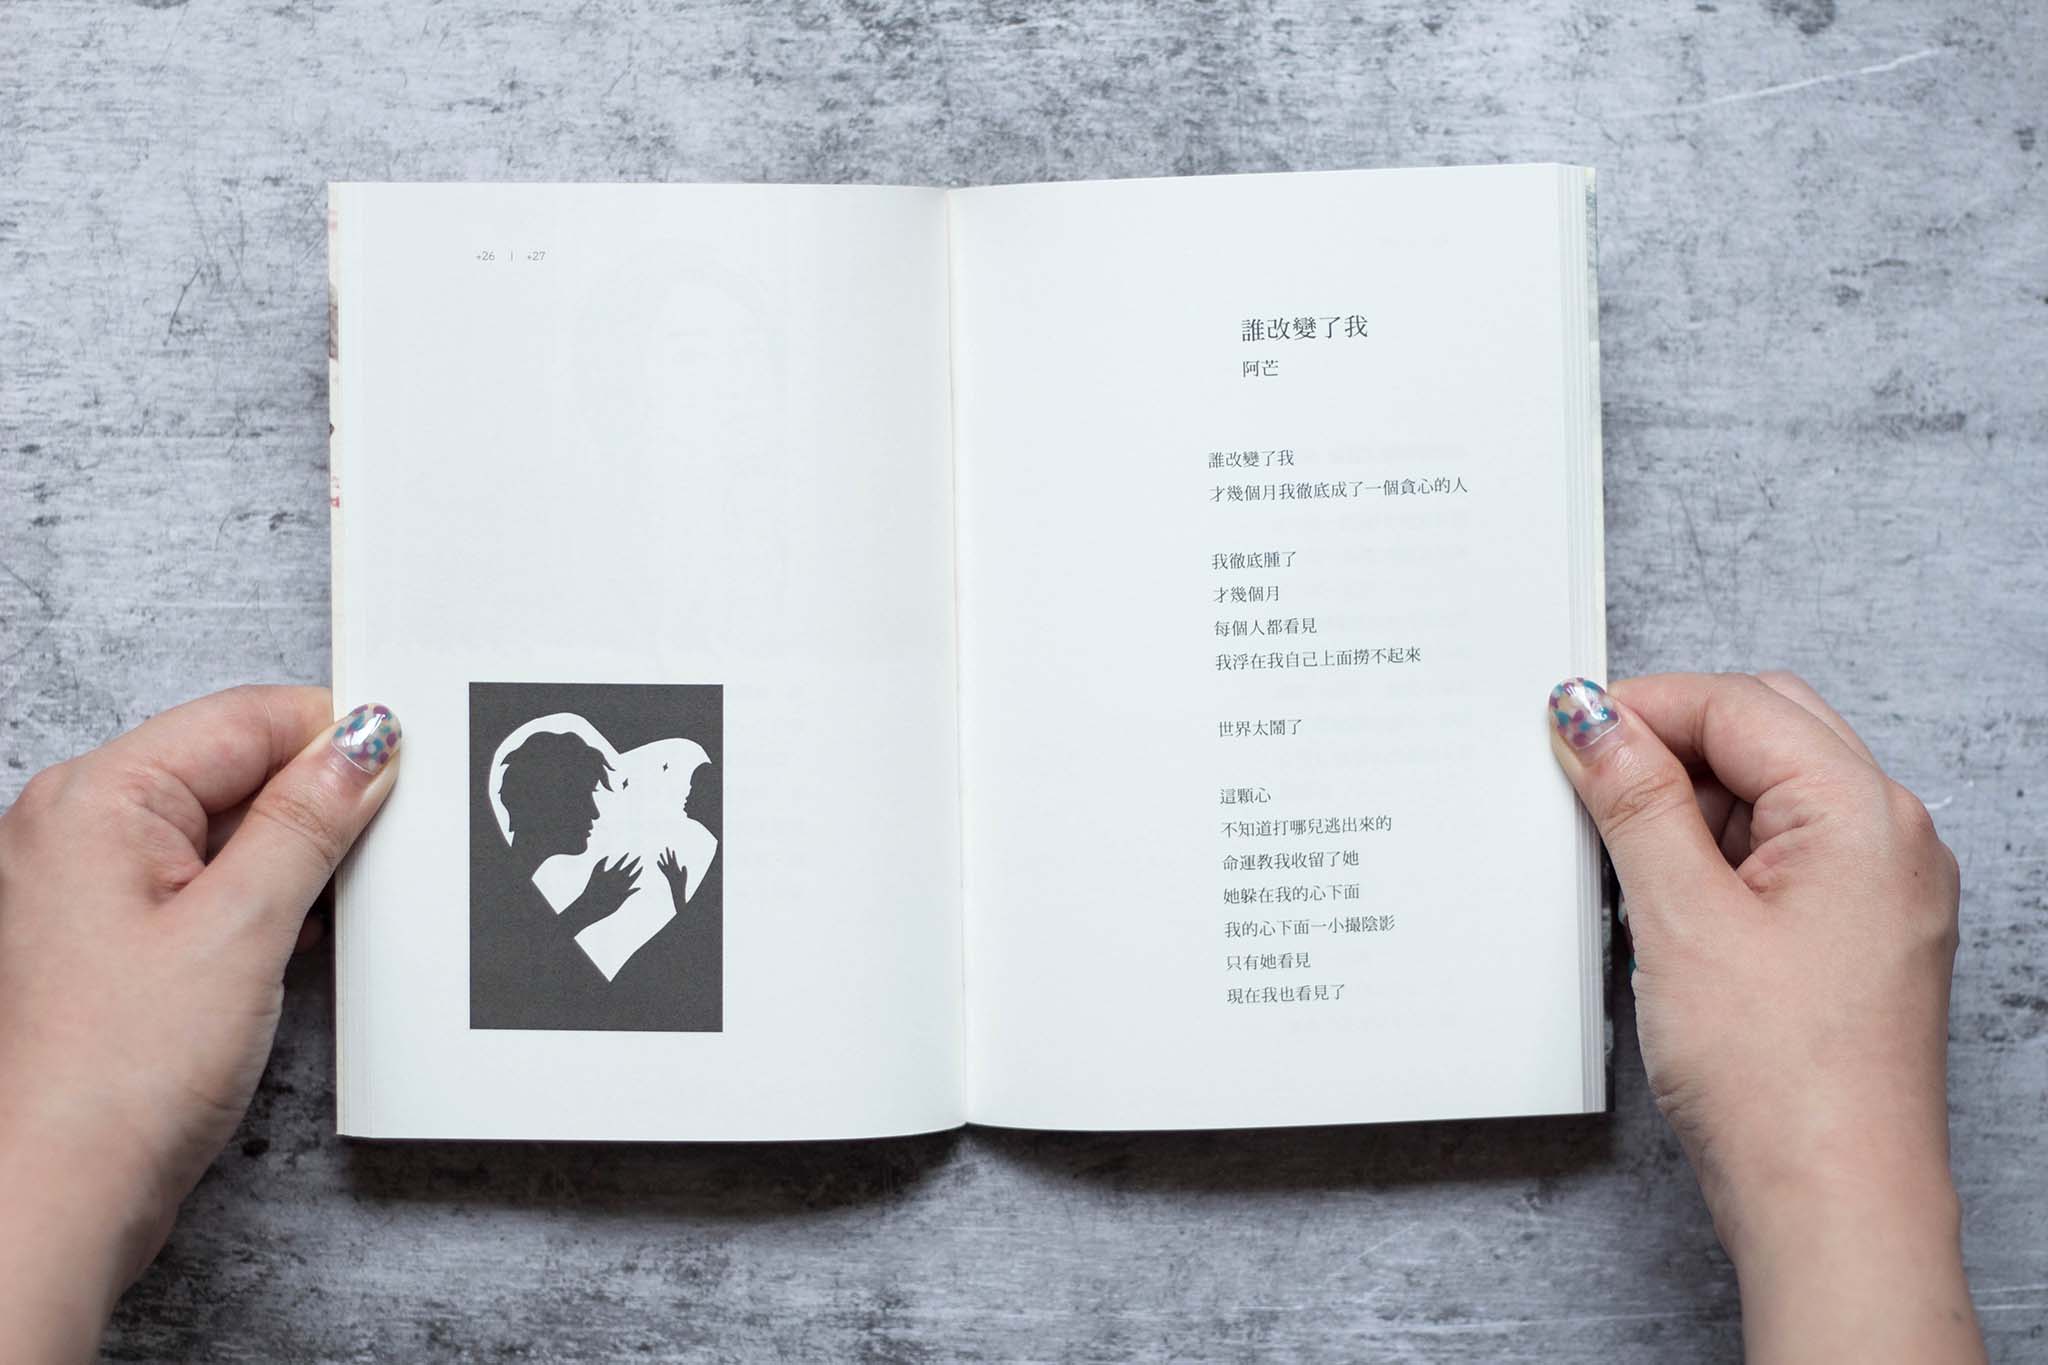 +26 | +27
誰改變了我
阿芒
誰改變了我
才幾個月我徹底成了一個貪心的人
我徹底腫了
才幾個月
每個人都看見
我浮在我自己上面撈不起來
世界太鬧了
這顆心
不知道打哪兒逃出來的
命運教我收留了她
她躲在我的心下面
我的心下面一小撮陰影
只有她看見
現在我也看見了